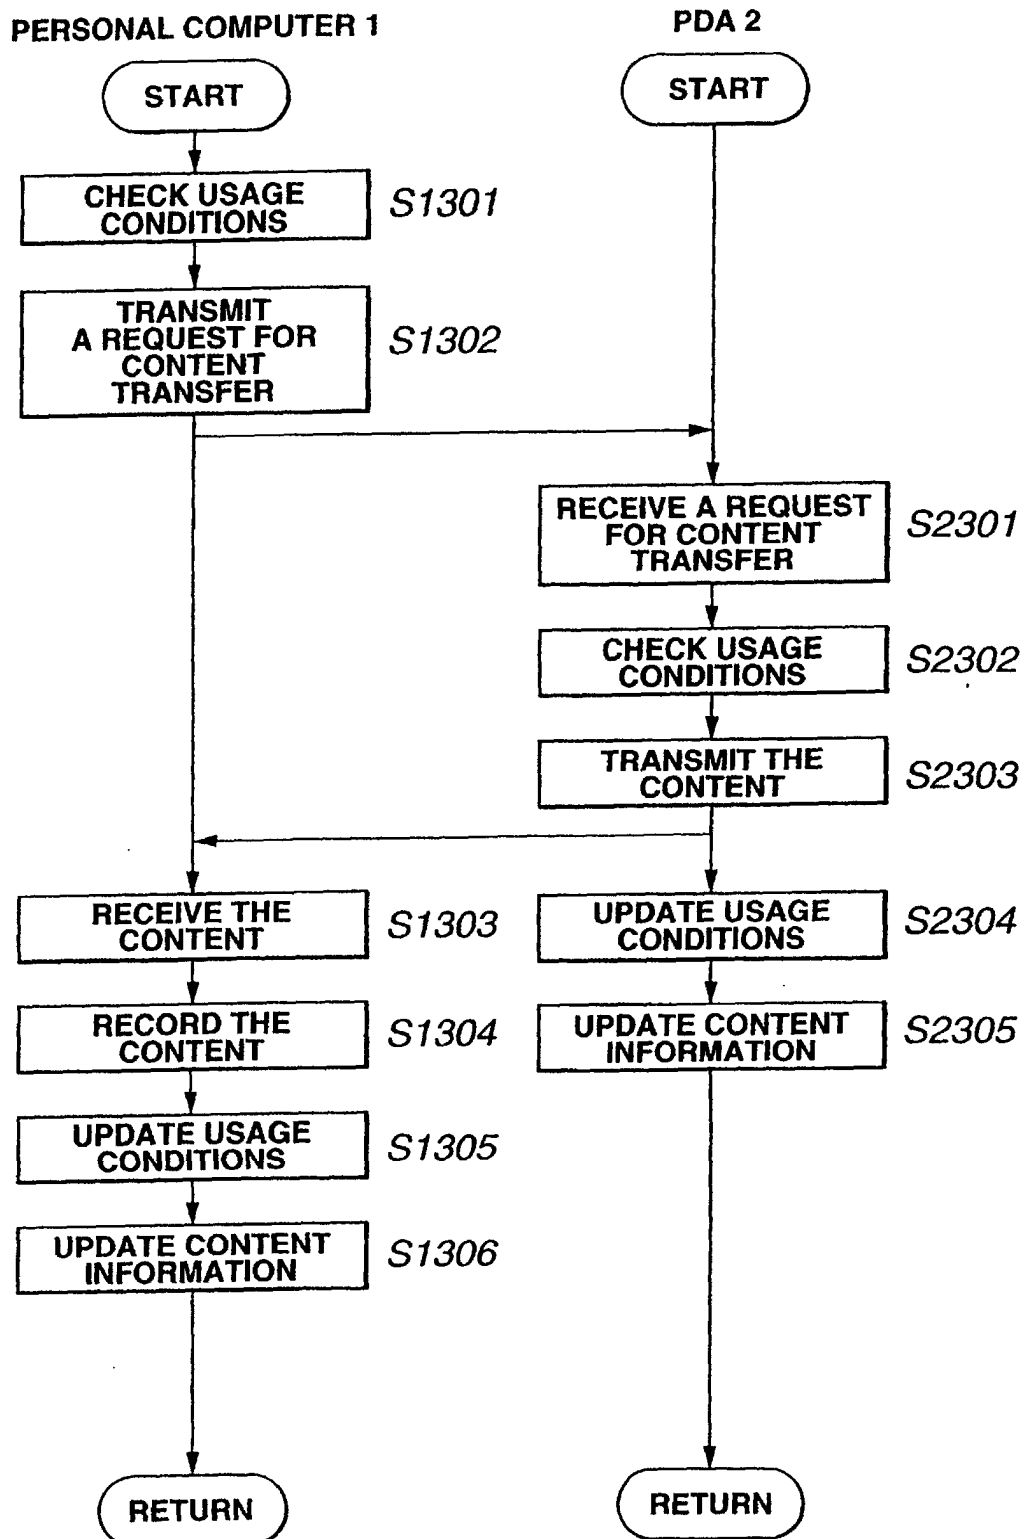 PERSONAL COMPUTER 1
PDA 2
START
START
CHECK USAGE
CONDITIONS
S1301
TRANSMIT
A REQUEST FOR
CONTENT
TRANSFER
S1302
RECEIVE A REQUEST
FOR CONTENT
TRANSFER
S2301
CHECK USAGE
CONDITIONS
S2302
TRANSMIT THE
CONTENT
S2303
RECEIVE THE
CONTENT
S1303
UPDATE USAGE
CONDITIONS
S2304
RECORD THE
CONTENT
S1304
UPDATE CONTENT
INFORMATION
S2305
UPDATE USAGE
CONDITIONS
S1305
UPDATE CONTENT
INFORMATION
S1306
RETURN
RETURN